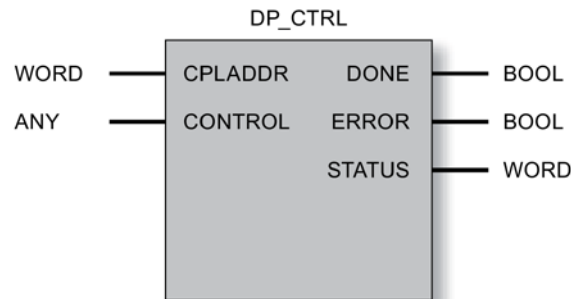 DP_CTRL
WORD CPLADDR DONE BOOL
ANY CONTROL ERROR BOOL
STATUS WORD